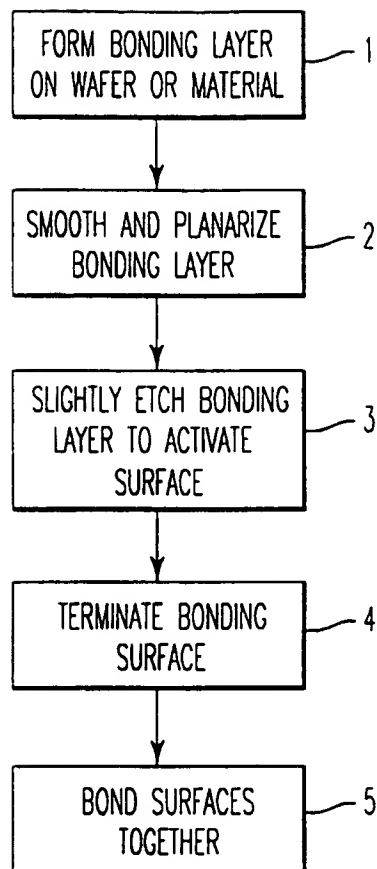 FORM BONDING LAYER
ON WAFER OR MATERIAL
1
SMOOTH AND PLANARIZE
BONDING LAYER
2
SLIGHTLY ETCH BONDING
LAYER TO ACTIVATE
SURFACE
3
TERMINATE BONDING
SURFACE
4
BOND SURFACES
TOGETHER
5